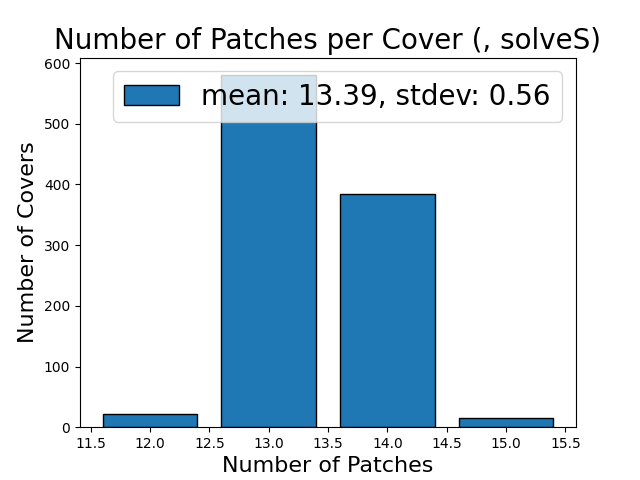 Number of Patches per Cover (, solveS)
mean: 13.39, stdev: 0.56
Number of Covers
600
500
400
300
200
100
0
11.5 12.0 12.5 13.0 13.5 14.0 14.5 15.0 15.5
Number of Patches